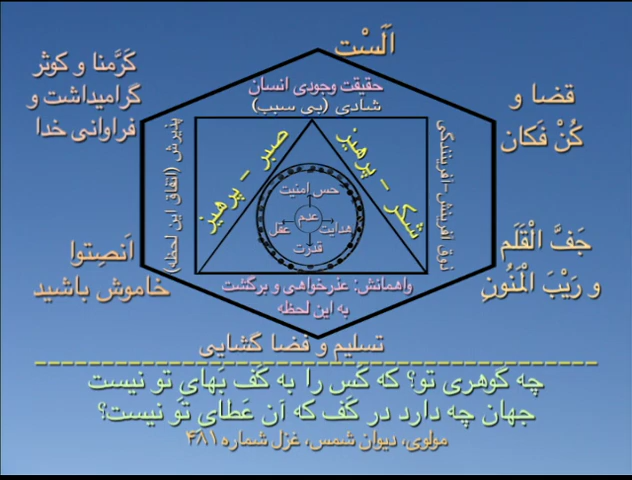 اَلَسْت
کَرَّمنا و کوثر
گرامیداشت و
فراوانی خدا
قضا و
کُنْ فَکان
حقیقت وجودی انسان
شادی (بی سبب)
پذیرش (اتفاق این لحظه)
صبر – پرهیز
شکر – پرهیز
ذوق آفرینش-آفرینندگی
حس امنیت
عقل
عدم
هدایت
قدرت
اَنصِتوا
خاموش باشید
جَفَّ الْقَلَم
و رَیْبَ الْمَنُونِ
واهمانش: عذرخواهی و برگشت
به این لحظه
تسلیم و فضا گشایی
چه گوهری تو؟ که کَس را به کَف بَهایِ تو نیست
جهان چه دارد در کَف که آن عَطای تو نیست؟
مولوی، دیوان شمس، غزل شماره ۴۸۱